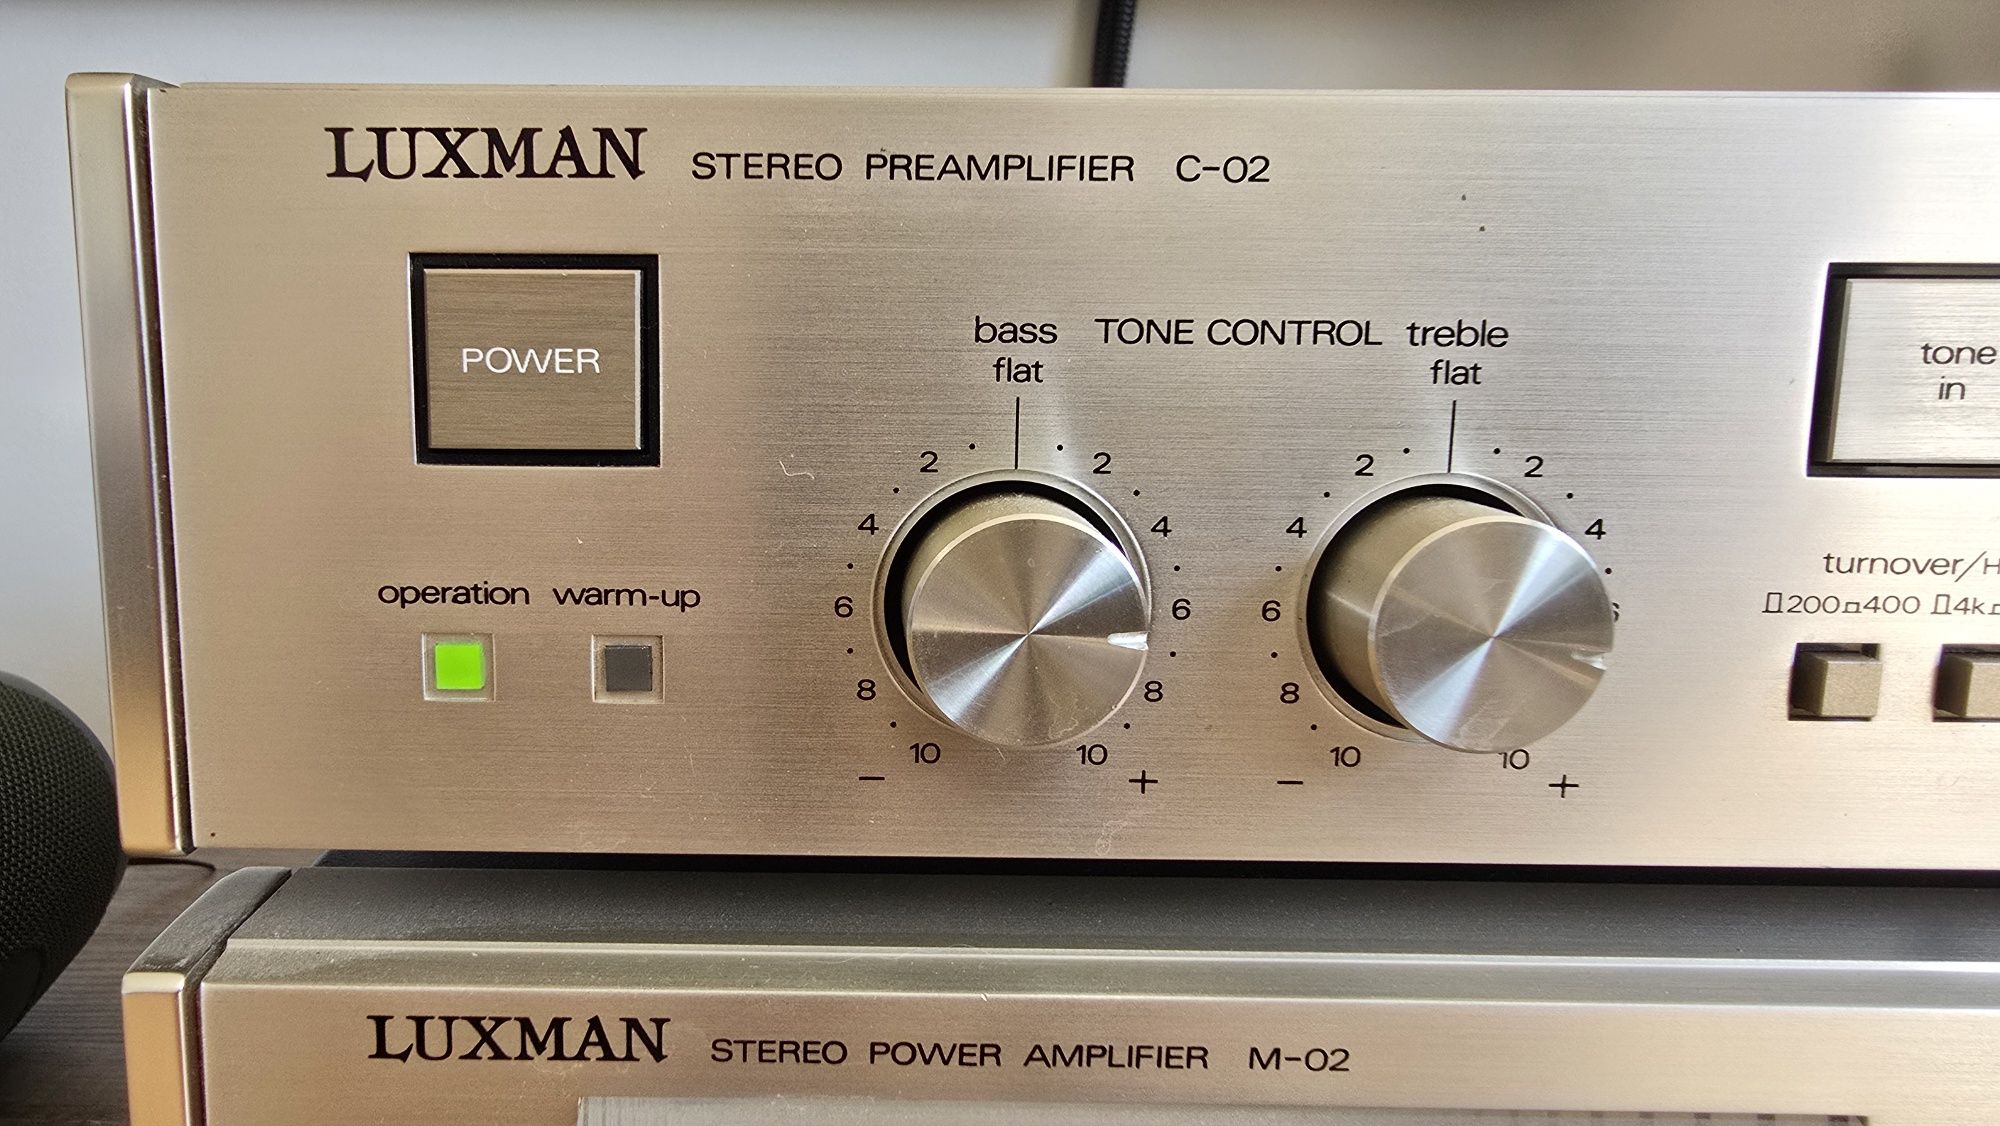 LUXMAN STEREO PREAMPLIFIER C-02
POWER
bass TONE CONTROL treble
flat flat
2 2 2 2
4 4 4 4
6 6 6
8 8 8
10 10 10 10
− + − +
operation warm-up
tone
in
turnover/H
200 400 4k
LUXMAN STEREO POWER AMPLIFIER M-02